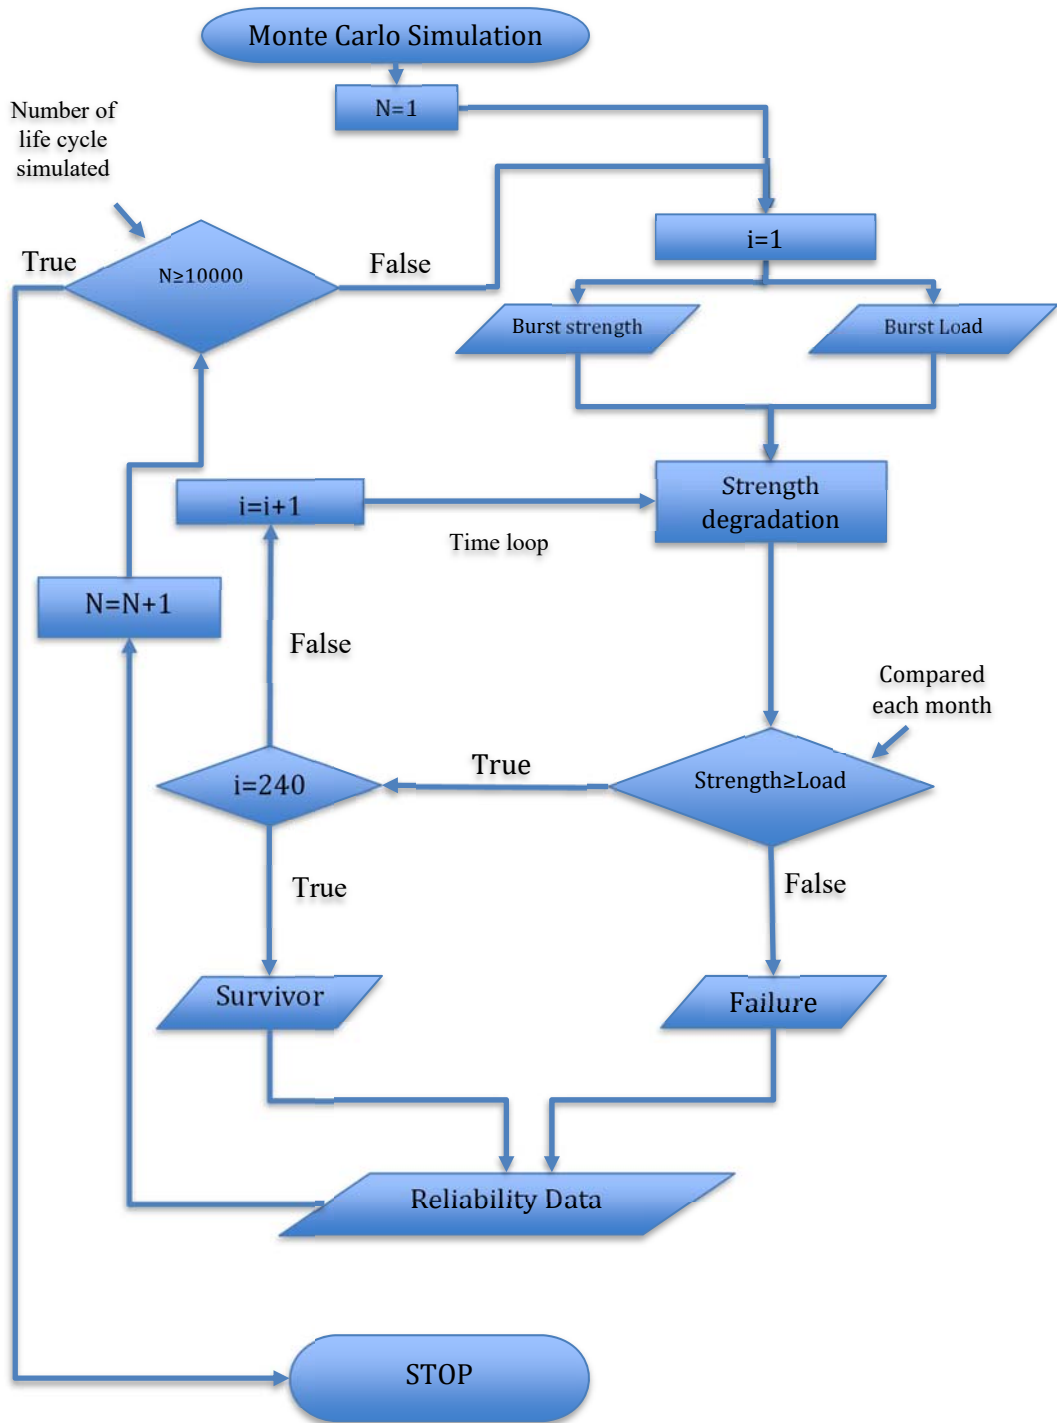 Monte Carlo Simulation
N=1
Number of
life cycle
simulated
True
N≥10000
False
i=1
Burst strength
Burst Load
i=i+1
Strength
degradation
Time loop
N=N+1
False
Compared
each month
i=240
True
Strength≥Load
True
False
Survivor
Failure
Reliability Data
STOP